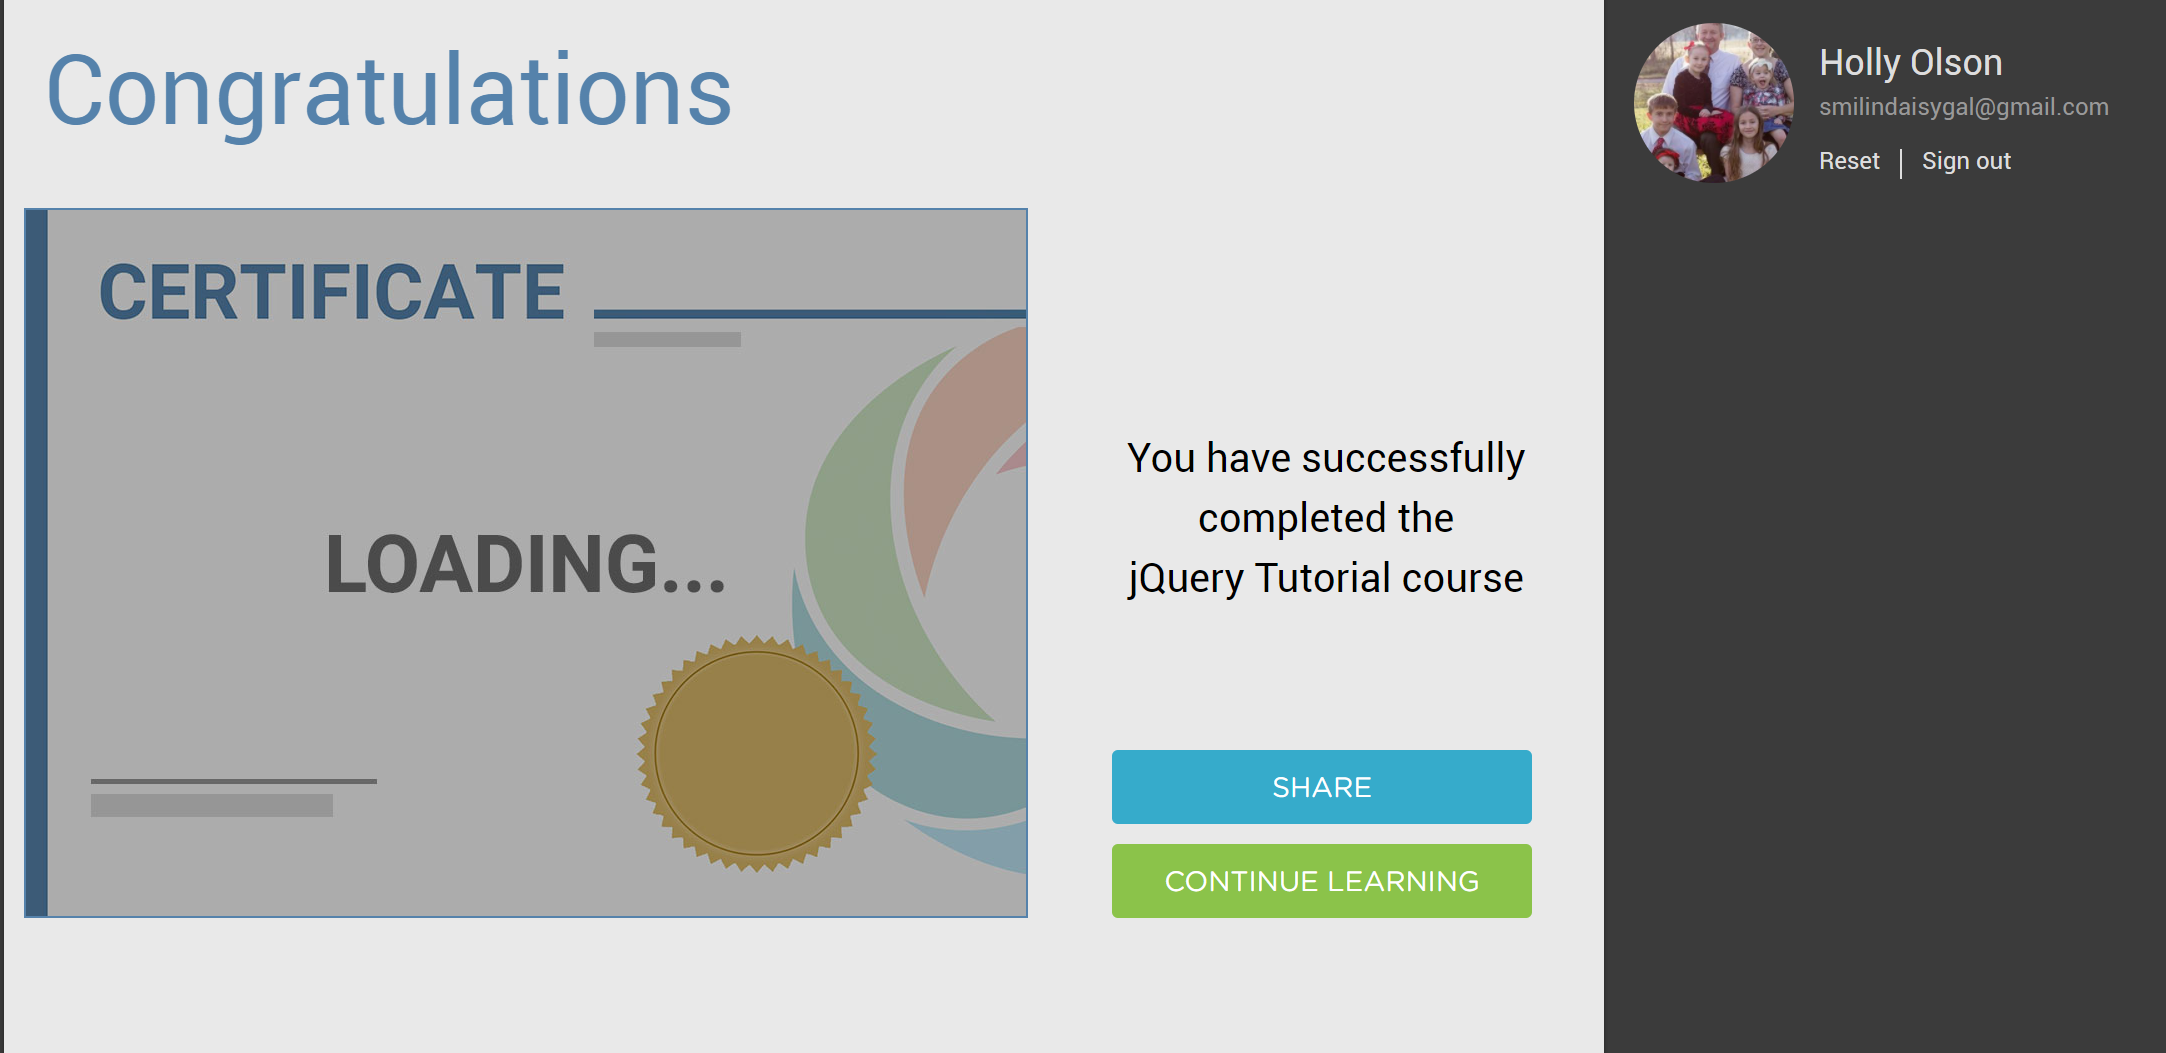 Congratulations
CERTIFICATE
LOADING...
You have successfully
completed the
jQuery Tutorial course
SHARE
CONTINUE LEARNING
Holly Olson
smilindaisygal@gmail.com
Reset | Sign out